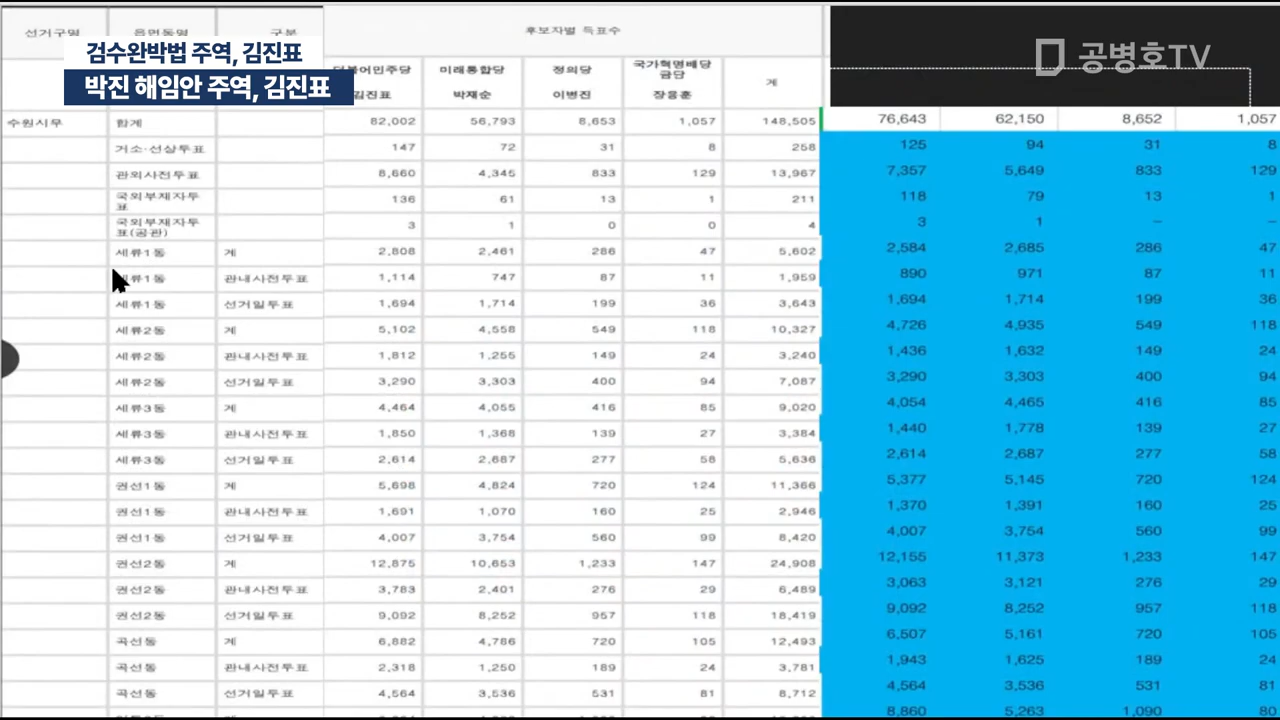 선거구명 읍면동명 구분 후보자별 득표수
검수완박법 주역, 김진표
박진 해임안 주역, 김진표
공병호TV
더불어민주당 미래통합당 정의당 국가혁명배당금당 계
김진표 박재순 이병진 장응훈
수원시무 합계 82,002 56,793 8,653 1,057 148,505 76,643 62,150 8,652 1,057
거소·선상투표 147 72 31 8 258 125 94 31 8
관외사전투표 8,660 4,345 833 129 13,967 7,357 5,649 833 129
국외부재자투표 136 61 13 1 211 118 79 13 1
국외부재자투표(공관) 3 1 0 0 4 3 1 – –
세류1동 계 2,808 2,461 286 47 5,602 2,584 2,685 286 47
세류1동 관내사전투표 1,114 747 87 11 1,959 890 971 87 11
세류1동 선거일투표 1,694 1,714 199 36 3,643 1,694 1,714 199 36
세류2동 계 5,102 4,558 549 118 10,327 4,726 4,935 549 118
세류2동 관내사전투표 1,812 1,255 149 24 3,240 1,436 1,632 149 24
세류2동 선거일투표 3,290 3,303 400 94 7,087 3,290 3,303 400 94
세류3동 계 4,464 4,055 416 85 9,020 4,054 4,465 416 85
세류3동 관내사전투표 1,850 1,368 139 27 3,384 1,440 1,778 139 27
세류3동 선거일투표 2,614 2,687 277 58 5,636 2,614 2,687 277 58
권선1동 계 5,698 4,824 720 124 11,366 5,377 5,145 720 124
권선1동 관내사전투표 1,691 1,070 160 25 2,946 1,370 1,391 160 25
권선1동 선거일투표 4,007 3,754 560 99 8,420 4,007 3,754 560 99
권선2동 계 12,875 10,653 1,233 147 24,908 12,155 11,373 1,233 147
권선2동 관내사전투표 3,783 2,401 276 29 6,489 3,063 3,121 276 29
권선2동 선거일투표 9,092 8,252 957 118 18,419 9,092 8,252 957 118
곡선동 계 6,882 4,786 720 105 12,493 6,507 5,161 720 105
곡선동 관내사전투표 2,318 1,250 189 24 3,781 1,943 1,625 189 24
곡선동 선거일투표 4,564 3,536 531 81 8,712 4,564 3,536 531 81
8,860 5,263 1,090 80